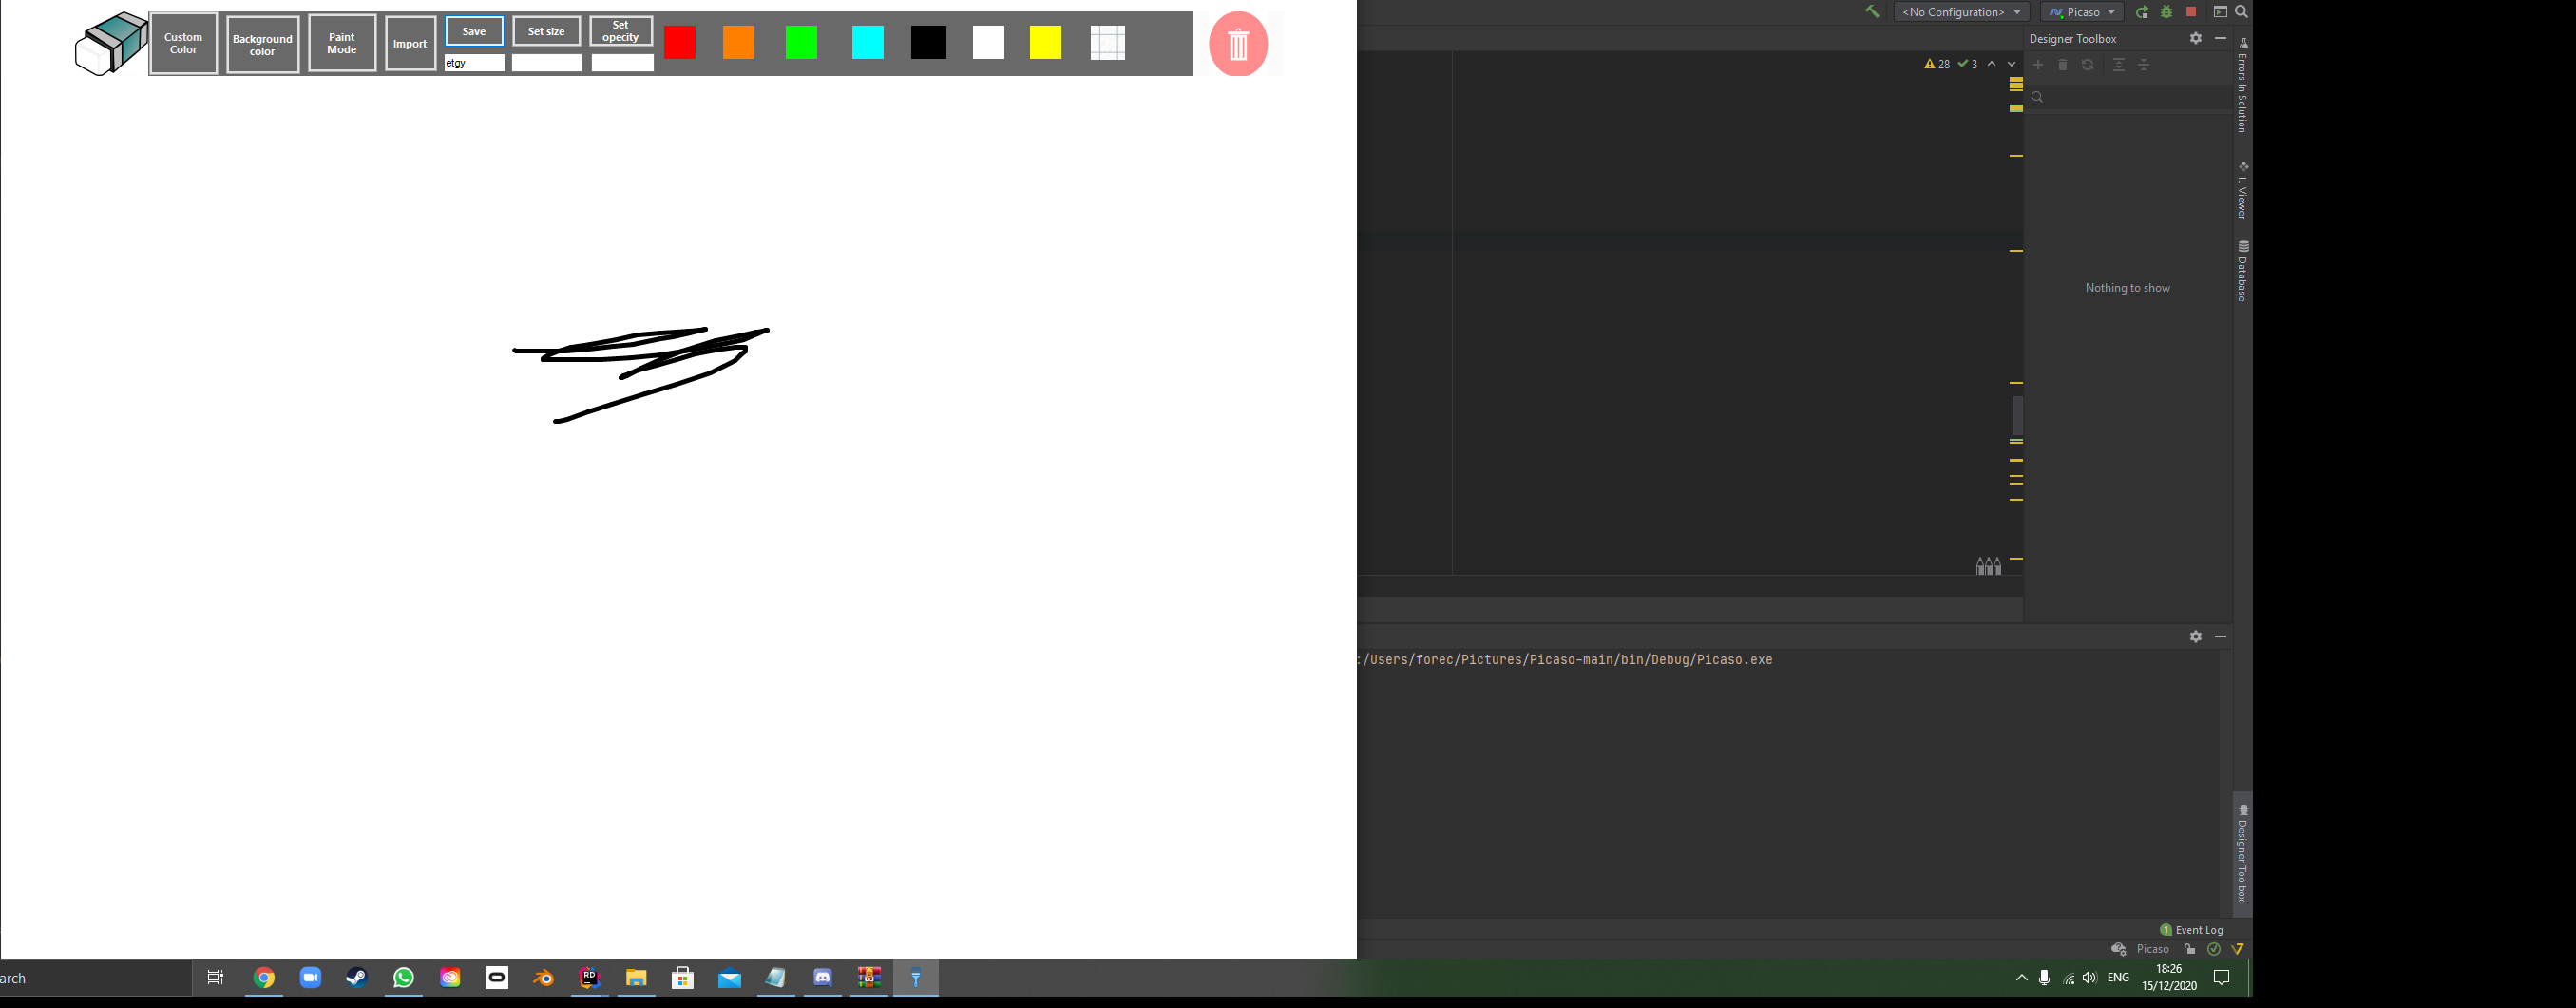 Custom
Color
Background
color
Paint
Mode
Import
Save
Set size
Set
opecity
etgy
<No Configuration>
Picaso
Designer Toolbox
28
3
Nothing to show
Errors In Solution
IL Viewer
Database
:/Users/forec/Pictures/Picaso-main/bin/Debug/Picaso.exe
Designer Toolbox
1 Event Log
Picaso
arch
RD
ENG
18:26
15/12/2020